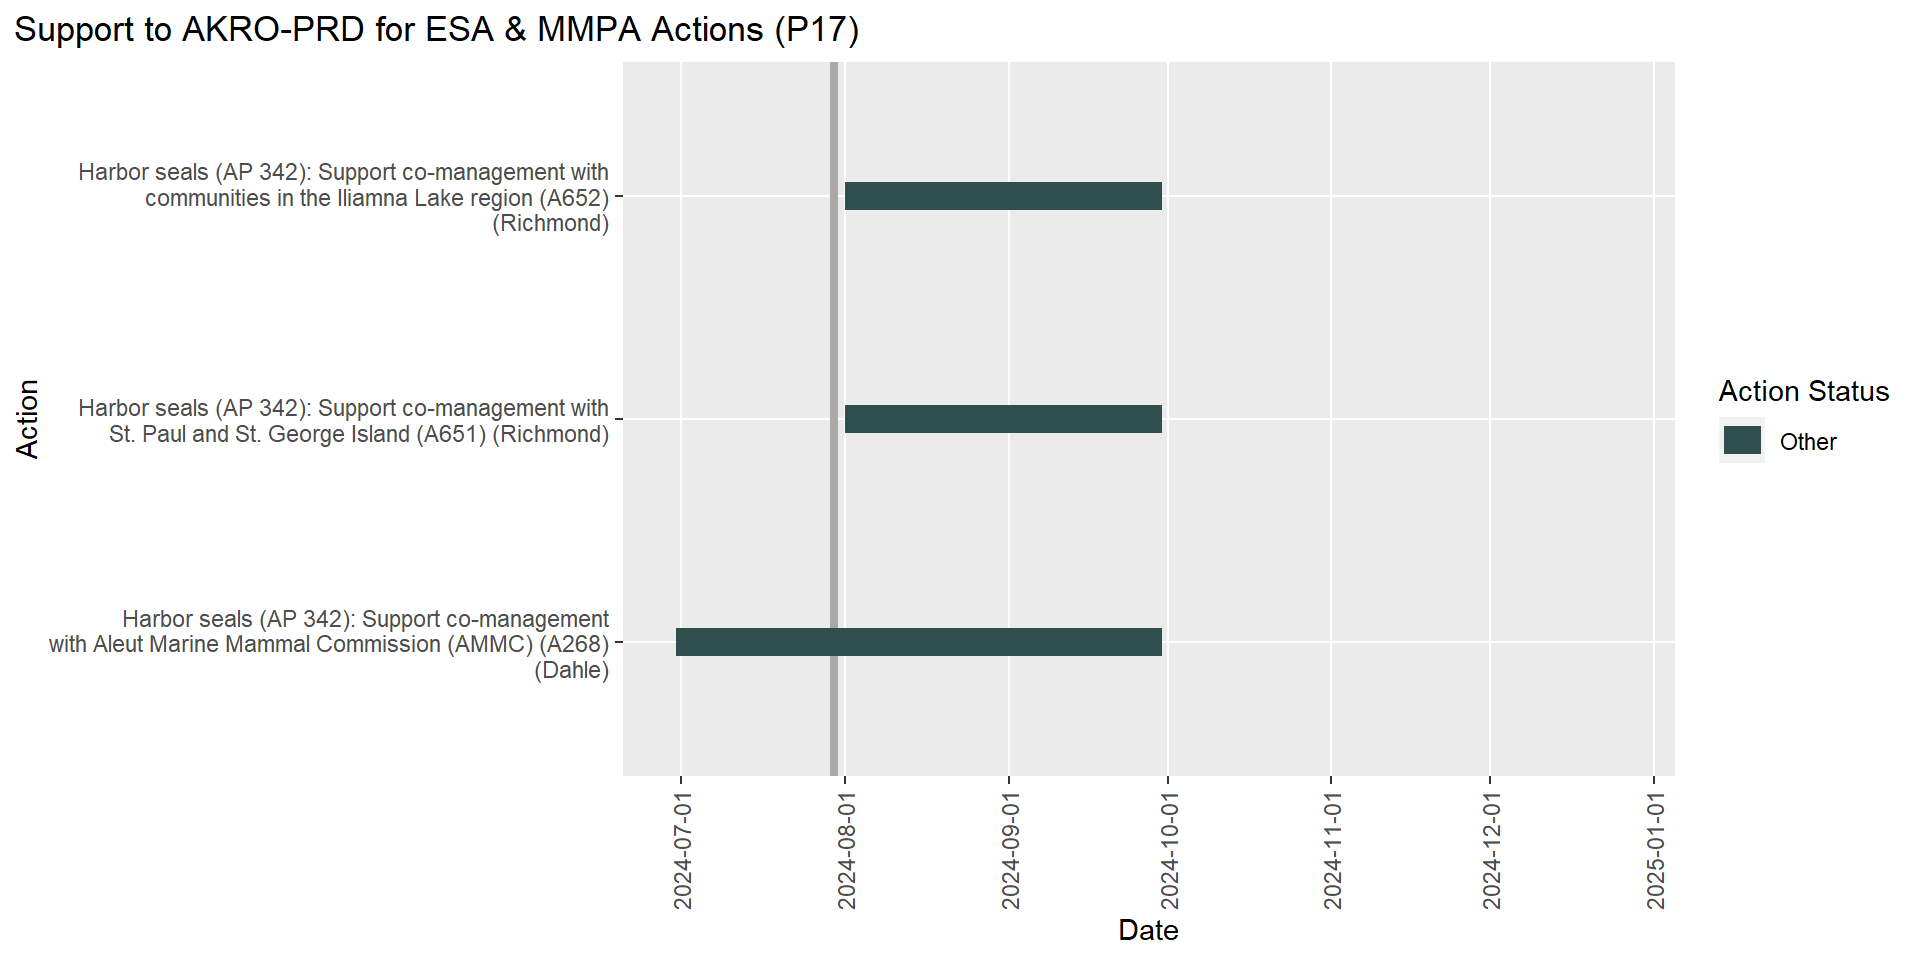 Support to AKRO-PRD for ESA & MMPA Actions (P17)
Action
Harbor seals (AP 342): Support co-management with
communities in the Iliamna Lake region (A652)
(Richmond)
Harbor seals (AP 342): Support co-management with
St. Paul and St. George Island (A651) (Richmond)
Harbor seals (AP 342): Support co-management
with Aleut Marine Mammal Commission (AMMC) (A268)
(Dahle)
2024-07-01
2024-08-01
2024-09-01
2024-10-01
2024-11-01
2024-12-01
2025-01-01
Date
Action Status
Other